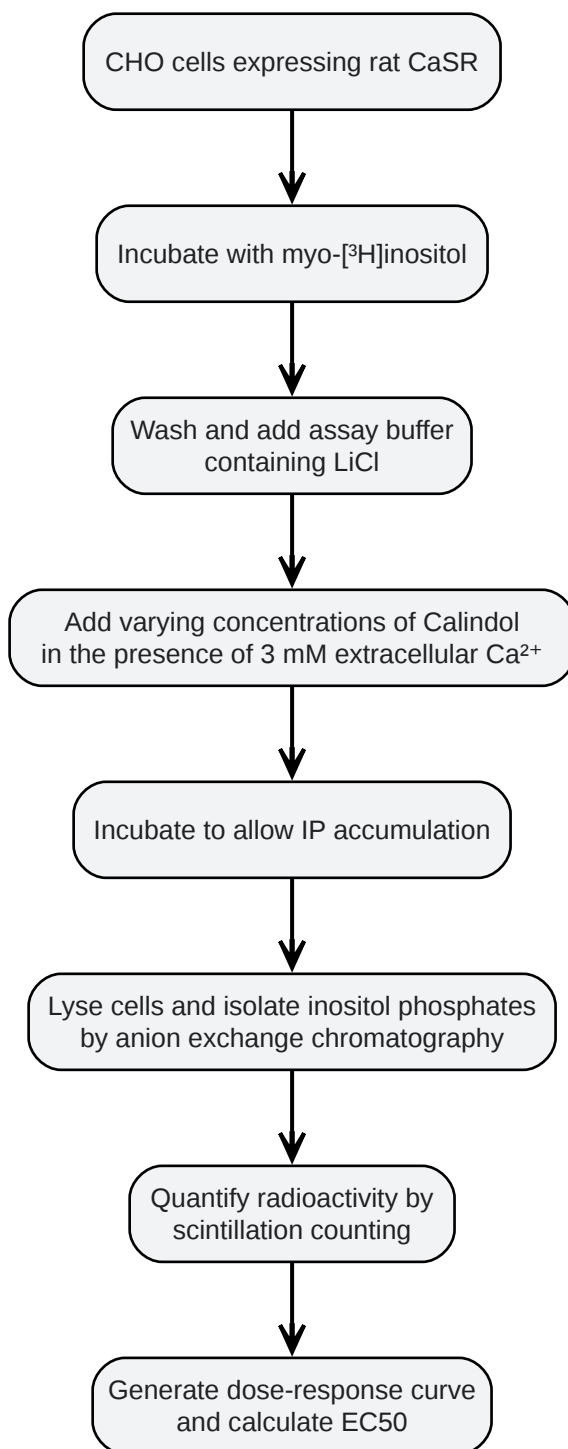 CHO cells expressing rat CaSR
Incubate with myo-[³H]inositol
Wash and add assay buffer
containing LiCl
Add varying concentrations of Calindol
in the presence of 3 mM extracellular Ca²⁺
Incubate to allow IP accumulation
Lyse cells and isolate inositol phosphates
by anion exchange chromatography
Quantify radioactivity by
scintillation counting
Generate dose-response curve
and calculate EC50